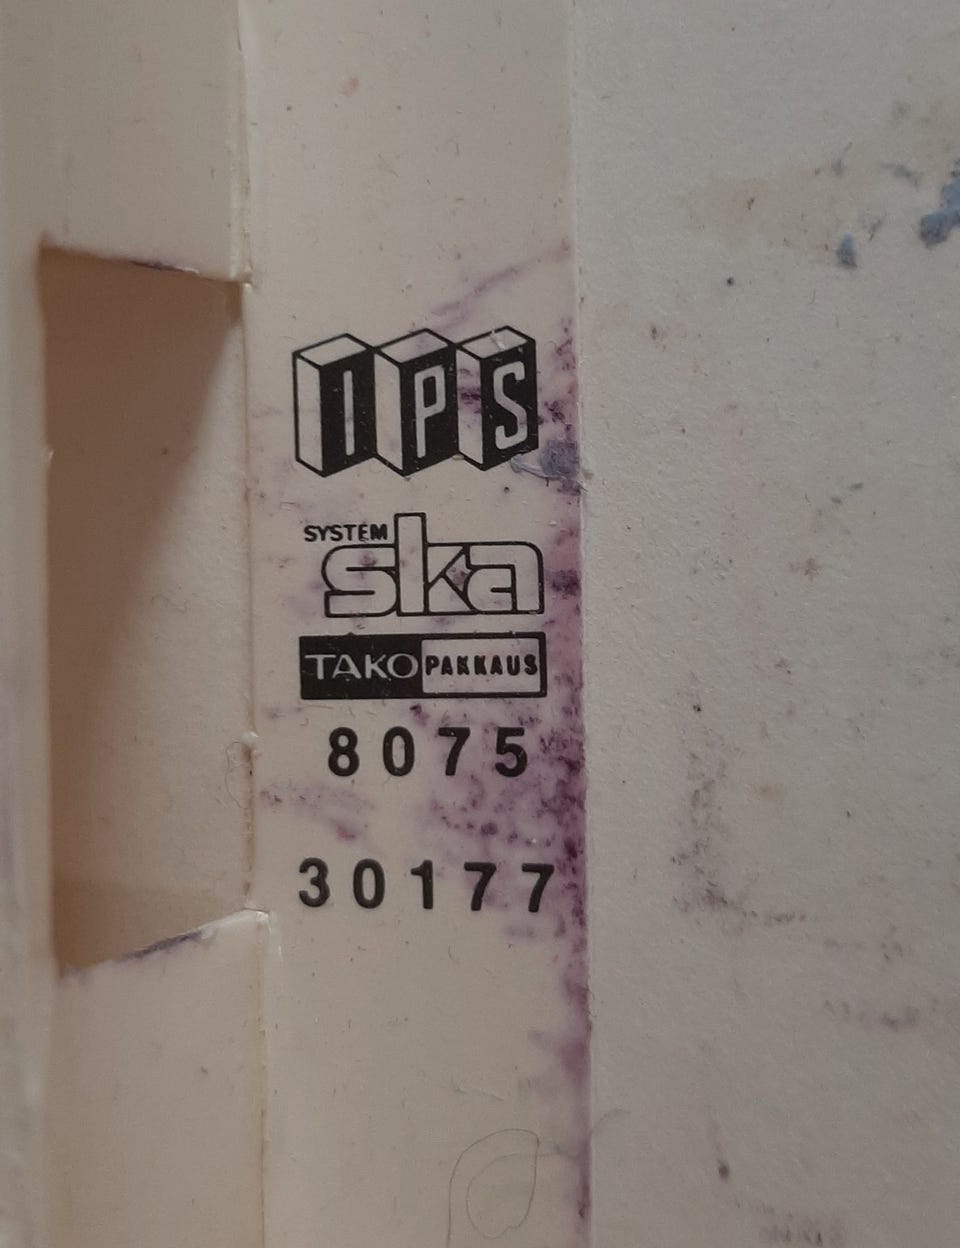 IPS
SYSTEM
ska
TAKO PAKKAUS
8075
30177